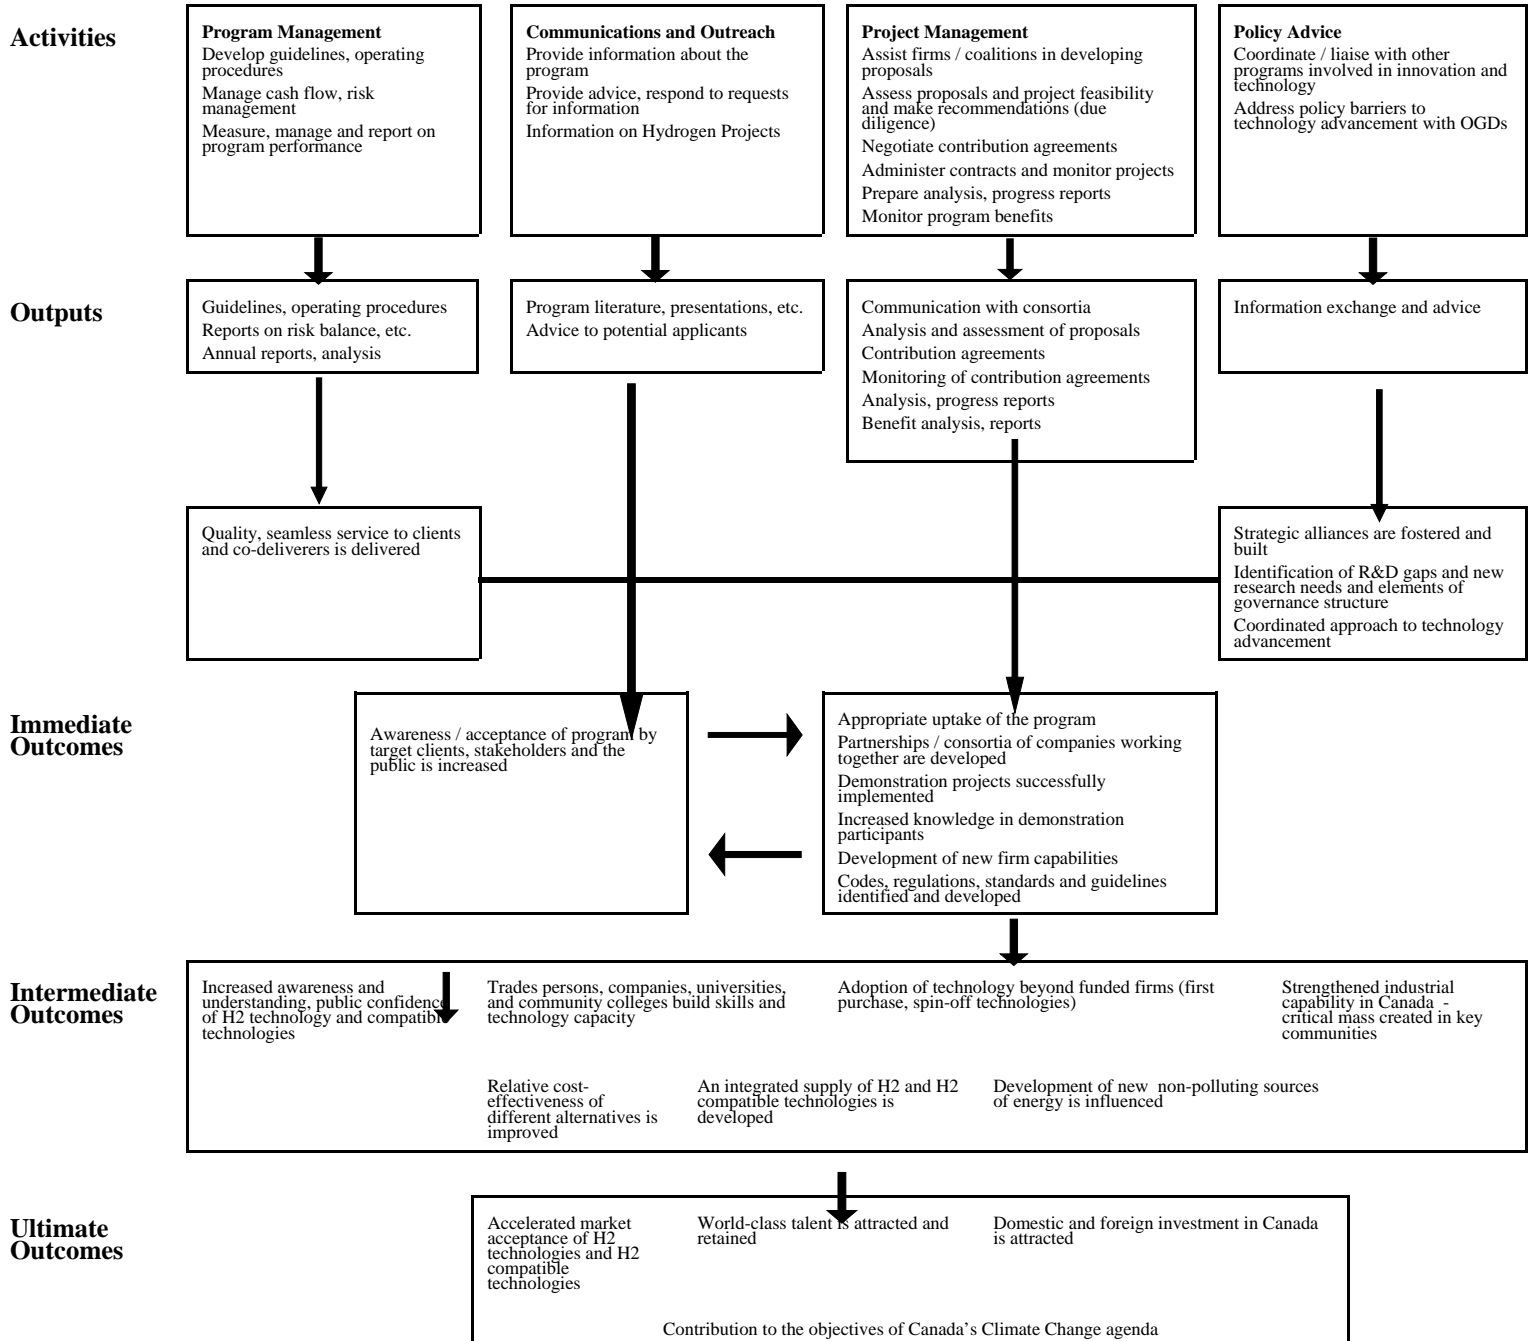 Activities
Program Management
Develop guidelines, operating
procedures
Manage cash flow, risk
management
Measure, manage and report on
program performance
Communications and Outreach
Provide information about the
program
Provide advice, respond to requests
for information
Information on Hydrogen Projects
Project Management
Assist firms / coalitions in developing
proposals
Assess proposals and project feasibility
and make recommendations (due
diligence)
Negotiate contribution agreements
Administer contracts and monitor projects
Prepare analysis, progress reports
Monitor program benefits
Policy Advice
Coordinate / liaise with other
programs involved in innovation and
technology
Address policy barriers to
technology advancement with OGDs
Outputs
Guidelines, operating procedures
Reports on risk balance, etc.
Annual reports, analysis
Program literature, presentations, etc.
Advice to potential applicants
Communication with consortia
Analysis and assessment of proposals
Contribution agreements
Monitoring of contribution agreements
Analysis, progress reports
Benefit analysis, reports
Information exchange and advice
Quality, seamless service to clients
and co-deliverers is delivered
Strategic alliances are fostered and
built
Identification of R&D gaps and new
research needs and elements of
governance structure
Coordinated approach to technology
advancement
Immediate
Outcomes
Awareness / acceptance of program by
target clients, stakeholders and the
public is increased
Appropriate uptake of the program
Partnerships / consortia of companies working
together are developed
Demonstration projects successfully
implemented
Increased knowledge in demonstration
participants
Development of new firm capabilities
Codes, regulations, standards and guidelines
identified and developed
Intermediate
Outcomes
Increased awareness and
understanding, public confidence
of H2 technology and compatible
technologies
Trades persons, companies, universities,
and community colleges build skills and
technology capacity
Adoption of technology beyond funded firms (first
purchase, spin-off technologies)
Strengthened industrial
capability in Canada -
critical mass created in key
communities
Relative cost-
effectiveness of
different alternatives is
improved
An integrated supply of H2 and H2
compatible technologies is
developed
Development of new non-polluting sources
of energy is influenced
Ultimate
Outcomes
Accelerated market
acceptance of H2
technologies and H2
compatible
technologies
World-class talent is attracted and
retained
Domestic and foreign investment in Canada
is attracted
Contribution to the objectives of Canada's Climate Change agenda